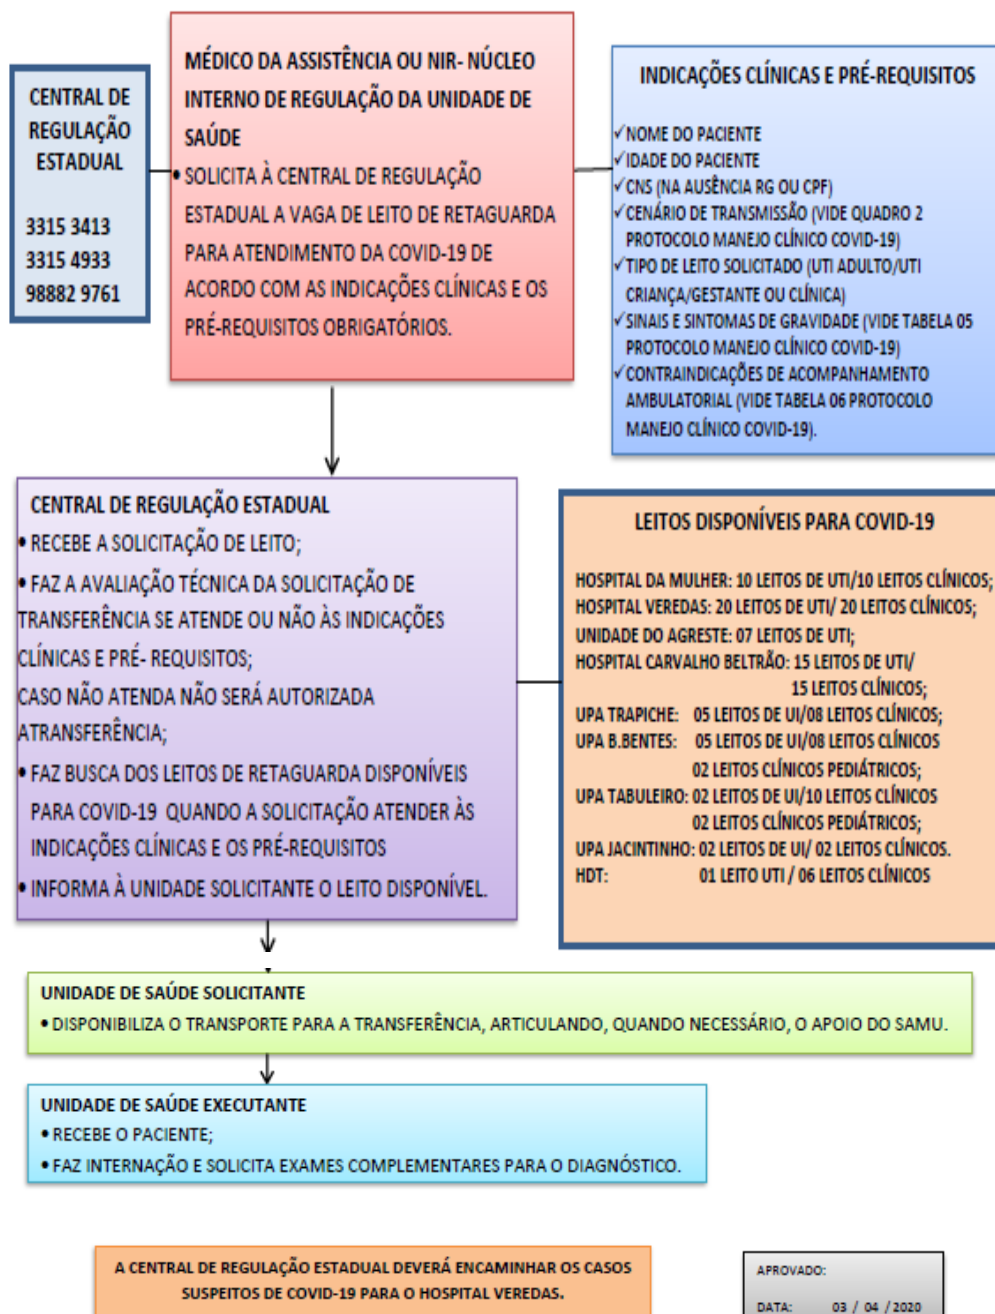 CENTRAL DE
REGULAÇÃO
ESTADUAL
3315 3413
3315 4933
98882 9761
MÉDICO DA ASSISTÊNCIA OU NIR- NÚCLEO
INTERNO DE REGULAÇÃO DA UNIDADE DE
SAÚDE
• SOLICITA À CENTRAL DE REGULAÇÃO
ESTADUAL A VAGA DE LEITO DE RETAGUARDA
PARA ATENDIMENTO DA COVID-19 DE
ACORDO COM AS INDICAÇÕES CLÍNICAS E OS
PRÉ-REQUISITOS OBRIGATÓRIOS.
INDICAÇÕES CLÍNICAS E PRÉ-REQUISITOS
✓NOME DO PACIENTE
✓IDADE DO PACIENTE
✓CNS (NA AUSÊNCIA RG OU CPF)
✓CENÁRIO DE TRANSMISSÃO (VIDE QUADRO 2
PROTOCOLO MANEJO CLÍNICO COVID-19)
✓TIPO DE LEITO SOLICITADO (UTI ADULTO/UTI
CRIANÇA/GESTANTE OU CLÍNICA)
✓SINAIS E SINTOMAS DE GRAVIDADE (VIDE TABELA 05
PROTOCOLO MANEJO CLÍNICO COVID-19)
✓CONTRAINDICAÇÕES DE ACOMPANHAMENTO
AMBULATORIAL (VIDE TABELA 06 PROTOCOLO
MANEJO CLÍNICO COVID-19).
CENTRAL DE REGULAÇÃO ESTADUAL
• RECEBE A SOLICITAÇÃO DE LEITO;
• FAZ A AVALIAÇÃO TÉCNICA DA SOLICITAÇÃO DE
TRANSFERÊNCIA SE ATENDE OU NÃO ÀS INDICAÇÕES
CLÍNICAS E PRÉ- REQUISITOS;
CASO NÃO ATENDA NÃO SERÁ AUTORIZADA
ATRANSFERÊNCIA;
• FAZ BUSCA DOS LEITOS DE RETAGUARDA DISPONÍVEIS
PARA COVID-19 QUANDO A SOLICITAÇÃO ATENDER ÀS
INDICAÇÕES CLÍNICAS E OS PRÉ-REQUISITOS
• INFORMA À UNIDADE SOLICITANTE O LEITO DISPONÍVEL.
LEITOS DISPONÍVEIS PARA COVID-19
HOSPITAL DA MULHER: 10 LEITOS DE UTI/10 LEITOS CLÍNICOS;
HOSPITAL VEREDAS: 20 LEITOS DE UTI/ 20 LEITOS CLÍNICOS;
UNIDADE DO AGRESTE: 07 LEITOS DE UTI;
HOSPITAL CARVALHO BELTRÃO: 15 LEITOS DE UTI/
15 LEITOS CLÍNICOS;
UPA TRAPICHE: 05 LEITOS DE UI/08 LEITOS CLÍNICOS;
UPA B.BENTES: 05 LEITOS DE UI/08 LEITOS CLÍNICOS
02 LEITOS CLÍNICOS PEDIÁTRICOS;
UPA TABULEIRO: 02 LEITOS DE UI/10 LEITOS CLÍNICOS
02 LEITOS CLÍNICOS PEDIÁTRICOS;
UPA JACINTINHO: 02 LEITOS DE UI/ 02 LEITOS CLÍNICOS.
HDT: 01 LEITO UTI / 06 LEITOS CLÍNICOS
UNIDADE DE SAÚDE SOLICITANTE
• DISPONIBILIZA O TRANSPORTE PARA A TRANSFERÊNCIA, ARTICULANDO, QUANDO NECESSÁRIO, O APOIO DO SAMU.
UNIDADE DE SAÚDE EXECUTANTE
• RECEBE O PACIENTE;
• FAZ INTERNAÇÃO E SOLICITA EXAMES COMPLEMENTARES PARA O DIAGNÓSTICO.
A CENTRAL DE REGULAÇÃO ESTADUAL DEVERÁ ENCAMINHAR OS CASOS
SUSPEITOS DE COVID-19 PARA O HOSPITAL VEREDAS.
APROVADO:
DATA: 03 / 04 / 2020